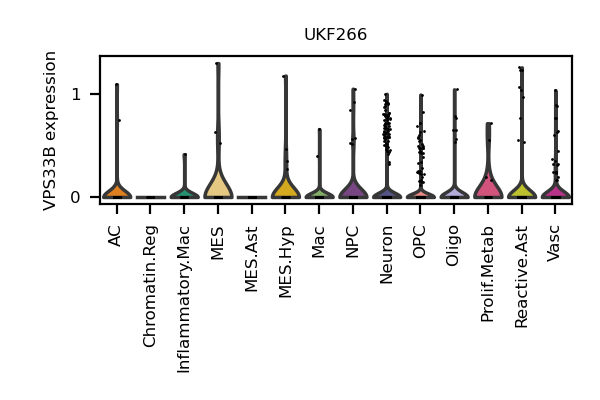 UKF266
VPS33B expression
1
0
AC
Chromatin.Reg
Inflammatory.Mac
MES
MES.Ast
MES.Hyp
Mac
NPC
Neuron
OPC
Oligo
Prolif.Metab
Reactive.Ast
Vasc